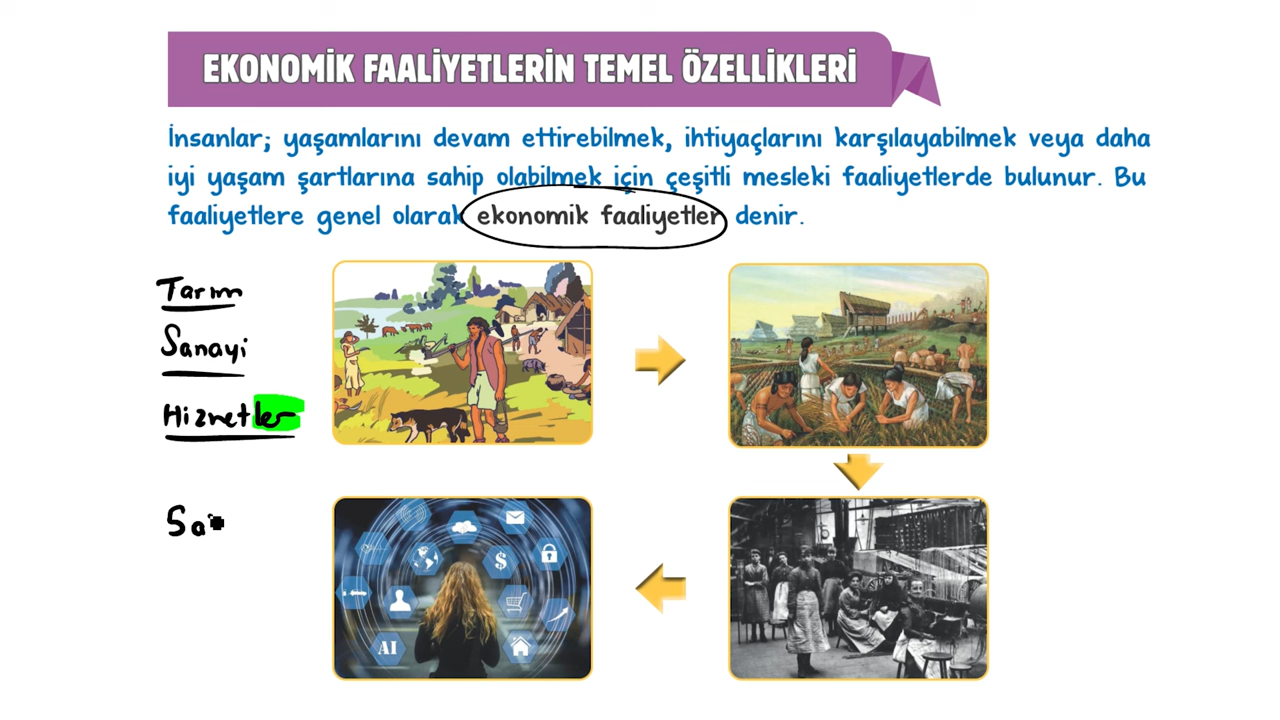 EKONOMİK FAALİYETLERİN TEMEL ÖZELLİKLERİ
İnsanlar; yaşamlarını devam ettirebilmek, ihtiyaçlarını karşılayabilmek veya daha
iyi yaşam şartlarına sahip olabilmek için çeşitli mesleki faaliyetlerde bulunur. Bu
faaliyetlere genel olarak ekonomik faaliyetler denir.
Tarım
Sanayi
Hizmetler
Sa
$
AI